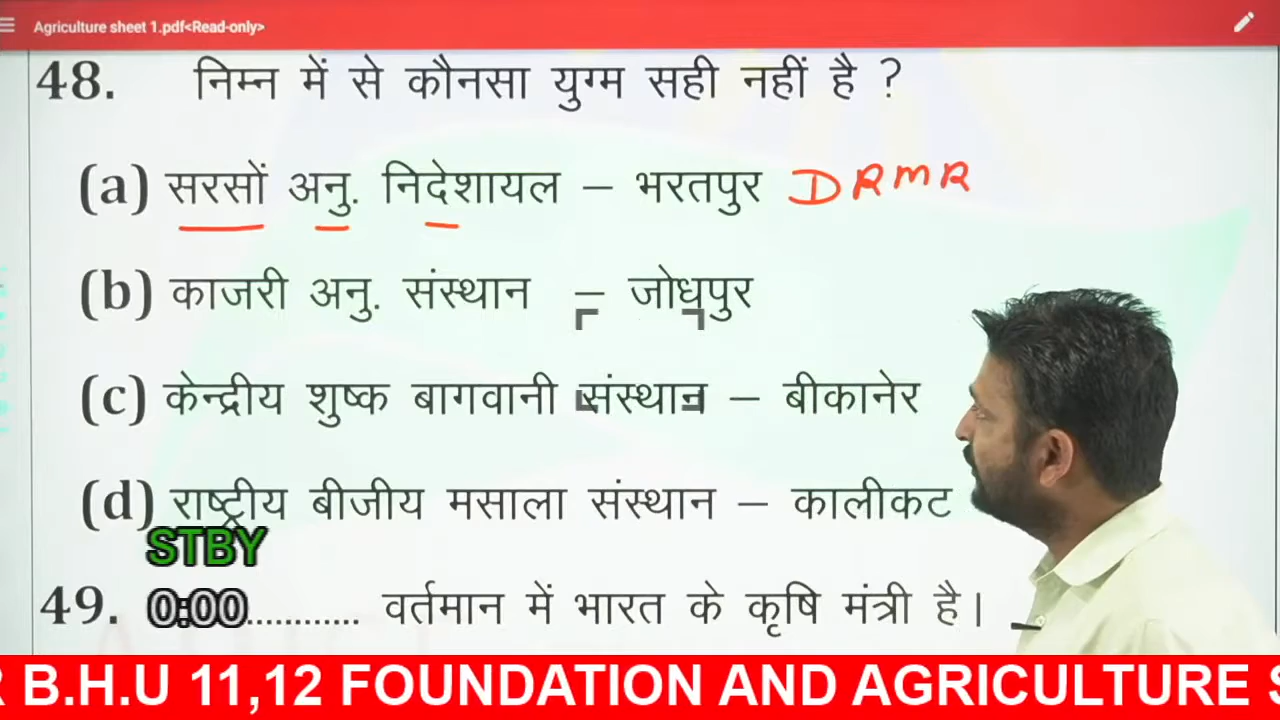 Agriculture sheet 1.pdf<Read-only>
48. निम्न में से कौनसा युग्म सही नहीं है ?
(a) सरसों अनु. निदेशायल – भरतपुर DRMR
(b) काजरी अनु. संस्थान – जोधपुर
(c) केन्द्रीय शुष्क बागवानी संस्थान – बीकानेर
(d) राष्ट्रीय बीजीय मसाला संस्थान – कालीकट
STBY
49. 0:00............ वर्तमान में भारत के कृषि मंत्री है।
R B.H.U 11,12 FOUNDATION AND AGRICULTURE S